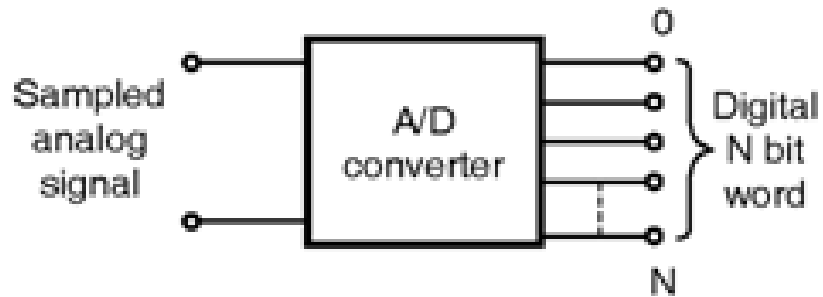 0
Sampled
analog
signal
A/D
converter
Digital
N bit
word
N